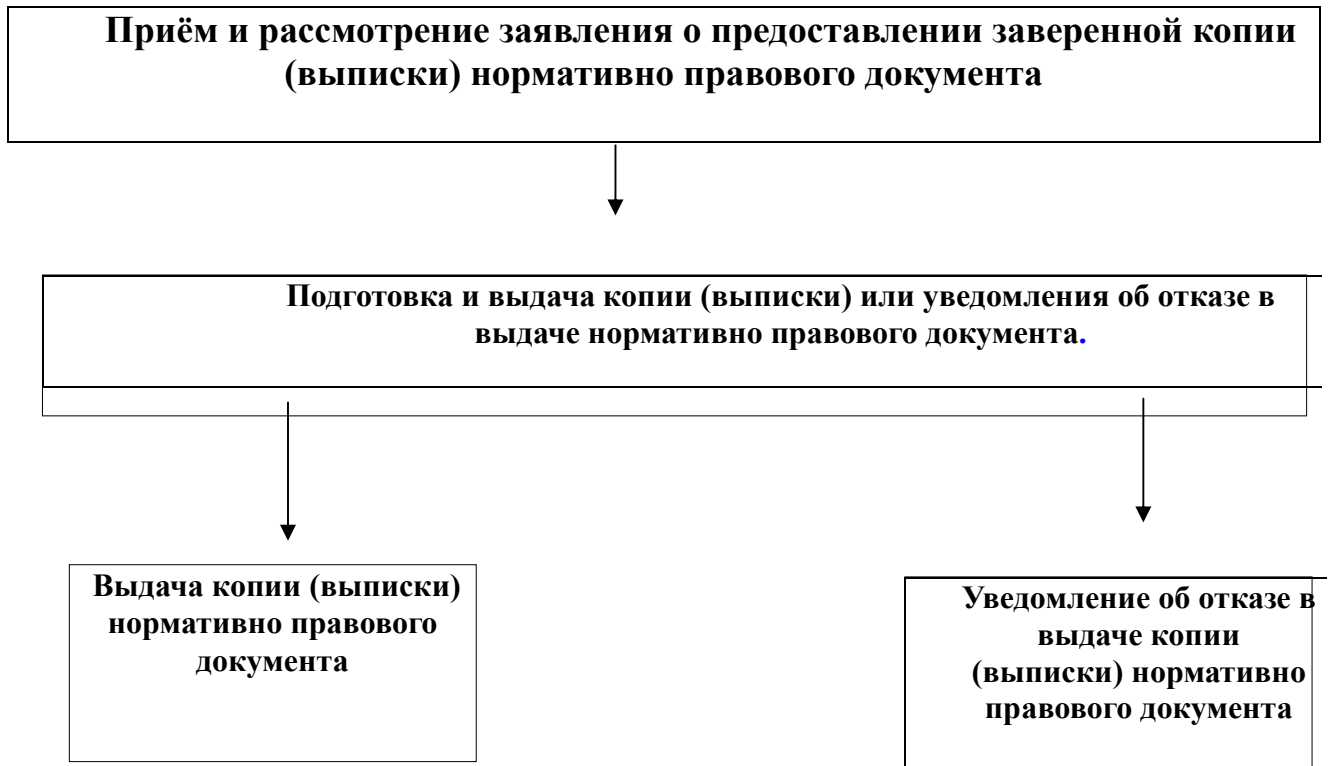 Приём и рассмотрение заявления о предоставлении заверенной копии
(выписки) нормативно правового документа
Подготовка и выдача копии (выписки) или уведомления об отказе в
выдаче нормативно правового документа.
Выдача копии (выписки)
нормативно правового
документа
Уведомление об отказе в
выдаче копии
(выписки) нормативно
правового документа